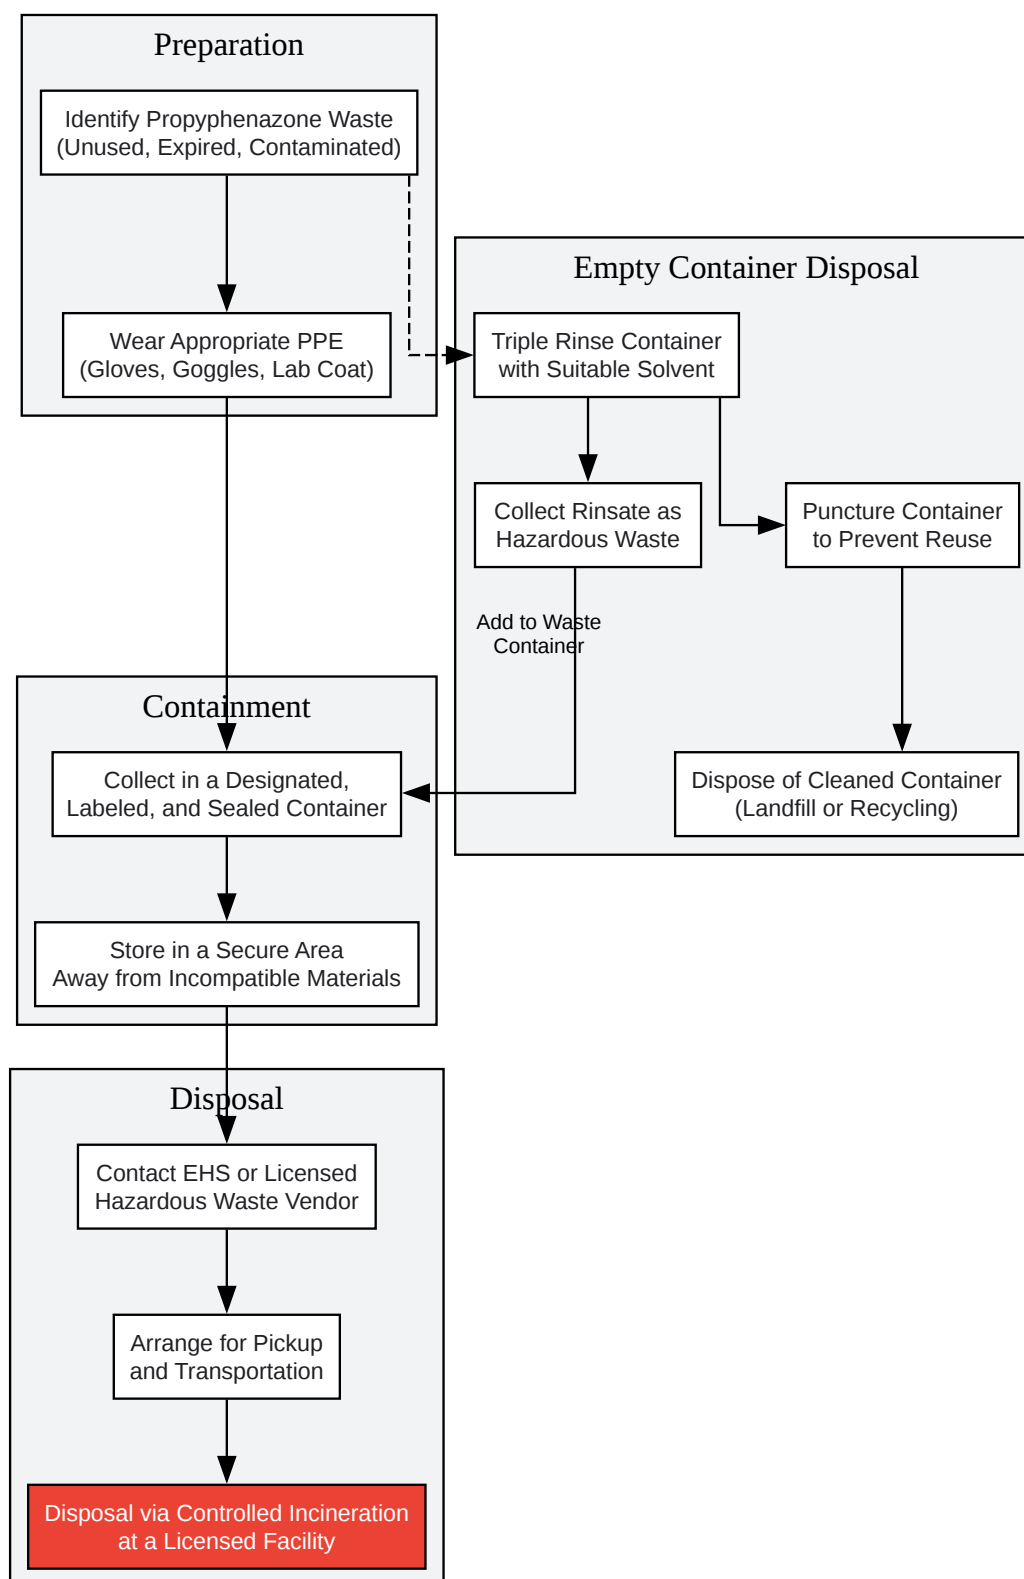 Preparation
Identify Propyphenazone Waste
(Unused, Expired, Contaminated)
Wear Appropriate PPE
(Gloves, Goggles, Lab Coat)
Empty Container Disposal
Triple Rinse Container
with Suitable Solvent
Collect Rinsate as
Hazardous Waste
Puncture Container
to Prevent Reuse
Add to Waste
Container
Dispose of Cleaned Container
(Landfill or Recycling)
Containment
Collect in a Designated,
Labeled, and Sealed Container
Store in a Secure Area
Away from Incompatible Materials
Disposal
Contact EHS or Licensed
Hazardous Waste Vendor
Arrange for Pickup
and Transportation
Disposal via Controlled Incineration
at a Licensed Facility